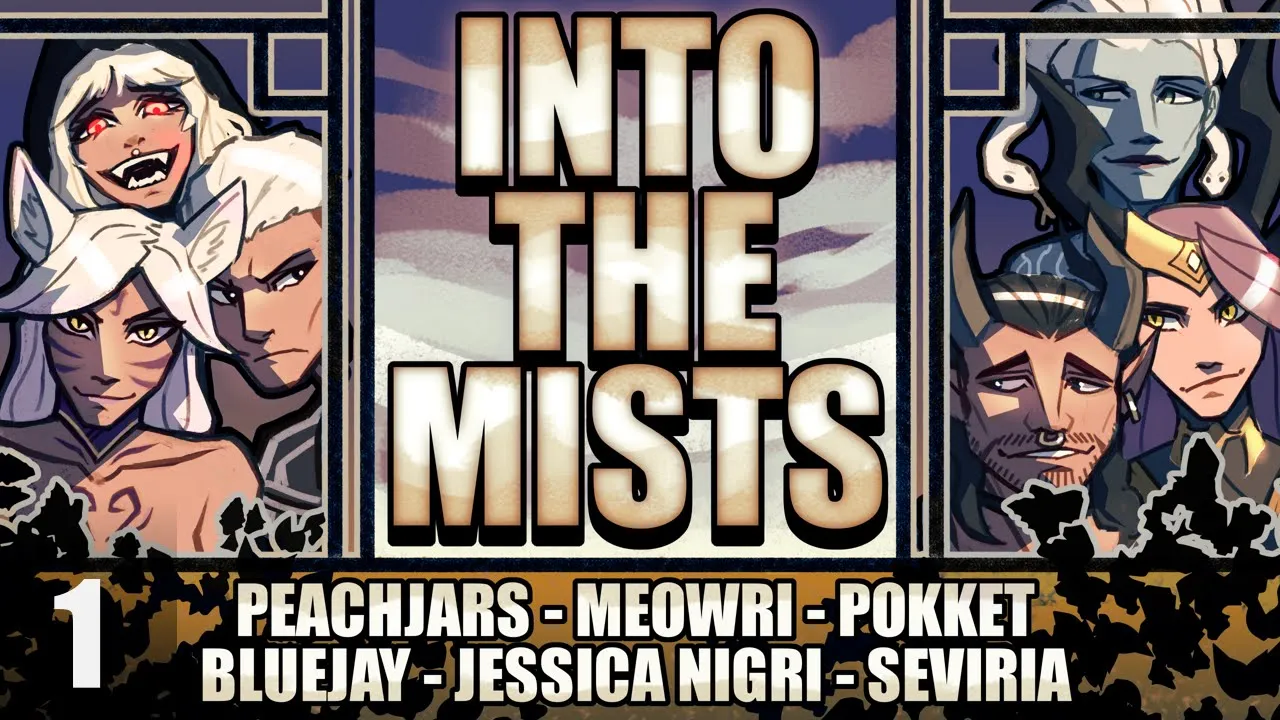 INTO
THE
MISTS
1
PEACHJARS - MEOWRI - POKKET
BLUEJAY - JESSICA NIGRI - SEVIRIA